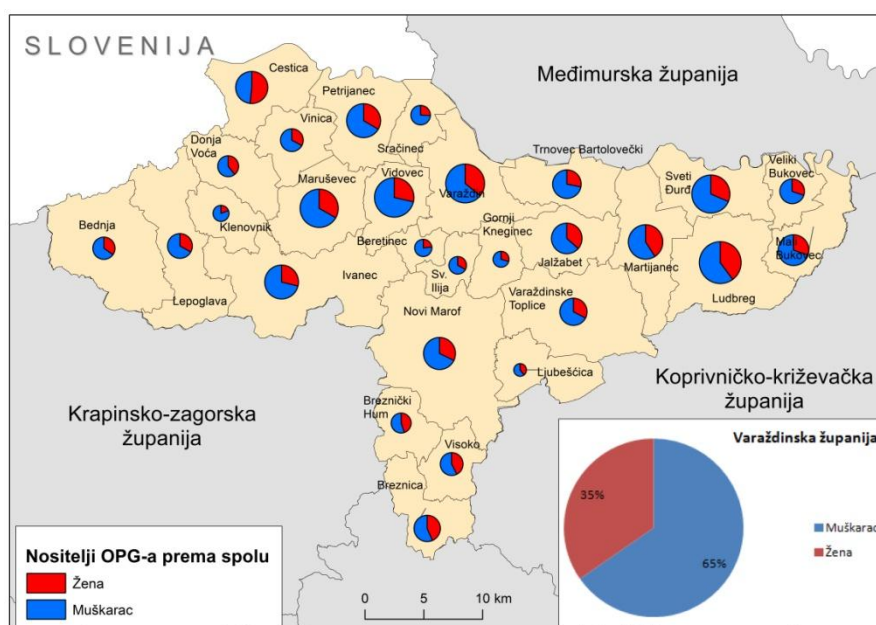 SLOVENIJA
Cestica
Međimurska županija
Petrijanec
Vinica
Sračinec
Trnovec Bartolovečki
Donja
Voća
Veliki
Bukovec
Sveti
Đurđ
Maruševec
Vidovec
Varaždin
Bednja
Klenovnik
Gornji
Kneginec
Beretinec
Mali
Bukovec
Jalžabet
Martijanec
Ivanec
Sv.
Ilija
Lepoglava
Varaždinske
Toplice
Ludbreg
Novi Marof
Ljubešćica
Koprivničko-križevačka
županija
Breznički
Hum
Krapinsko-zagorska
županija
Visoko
Breznica
Varaždinska županija
35%
65%
Muškarac
Žena
Nositelji OPG-a prema spolu
Žena
Muškarac
0 5 10 km